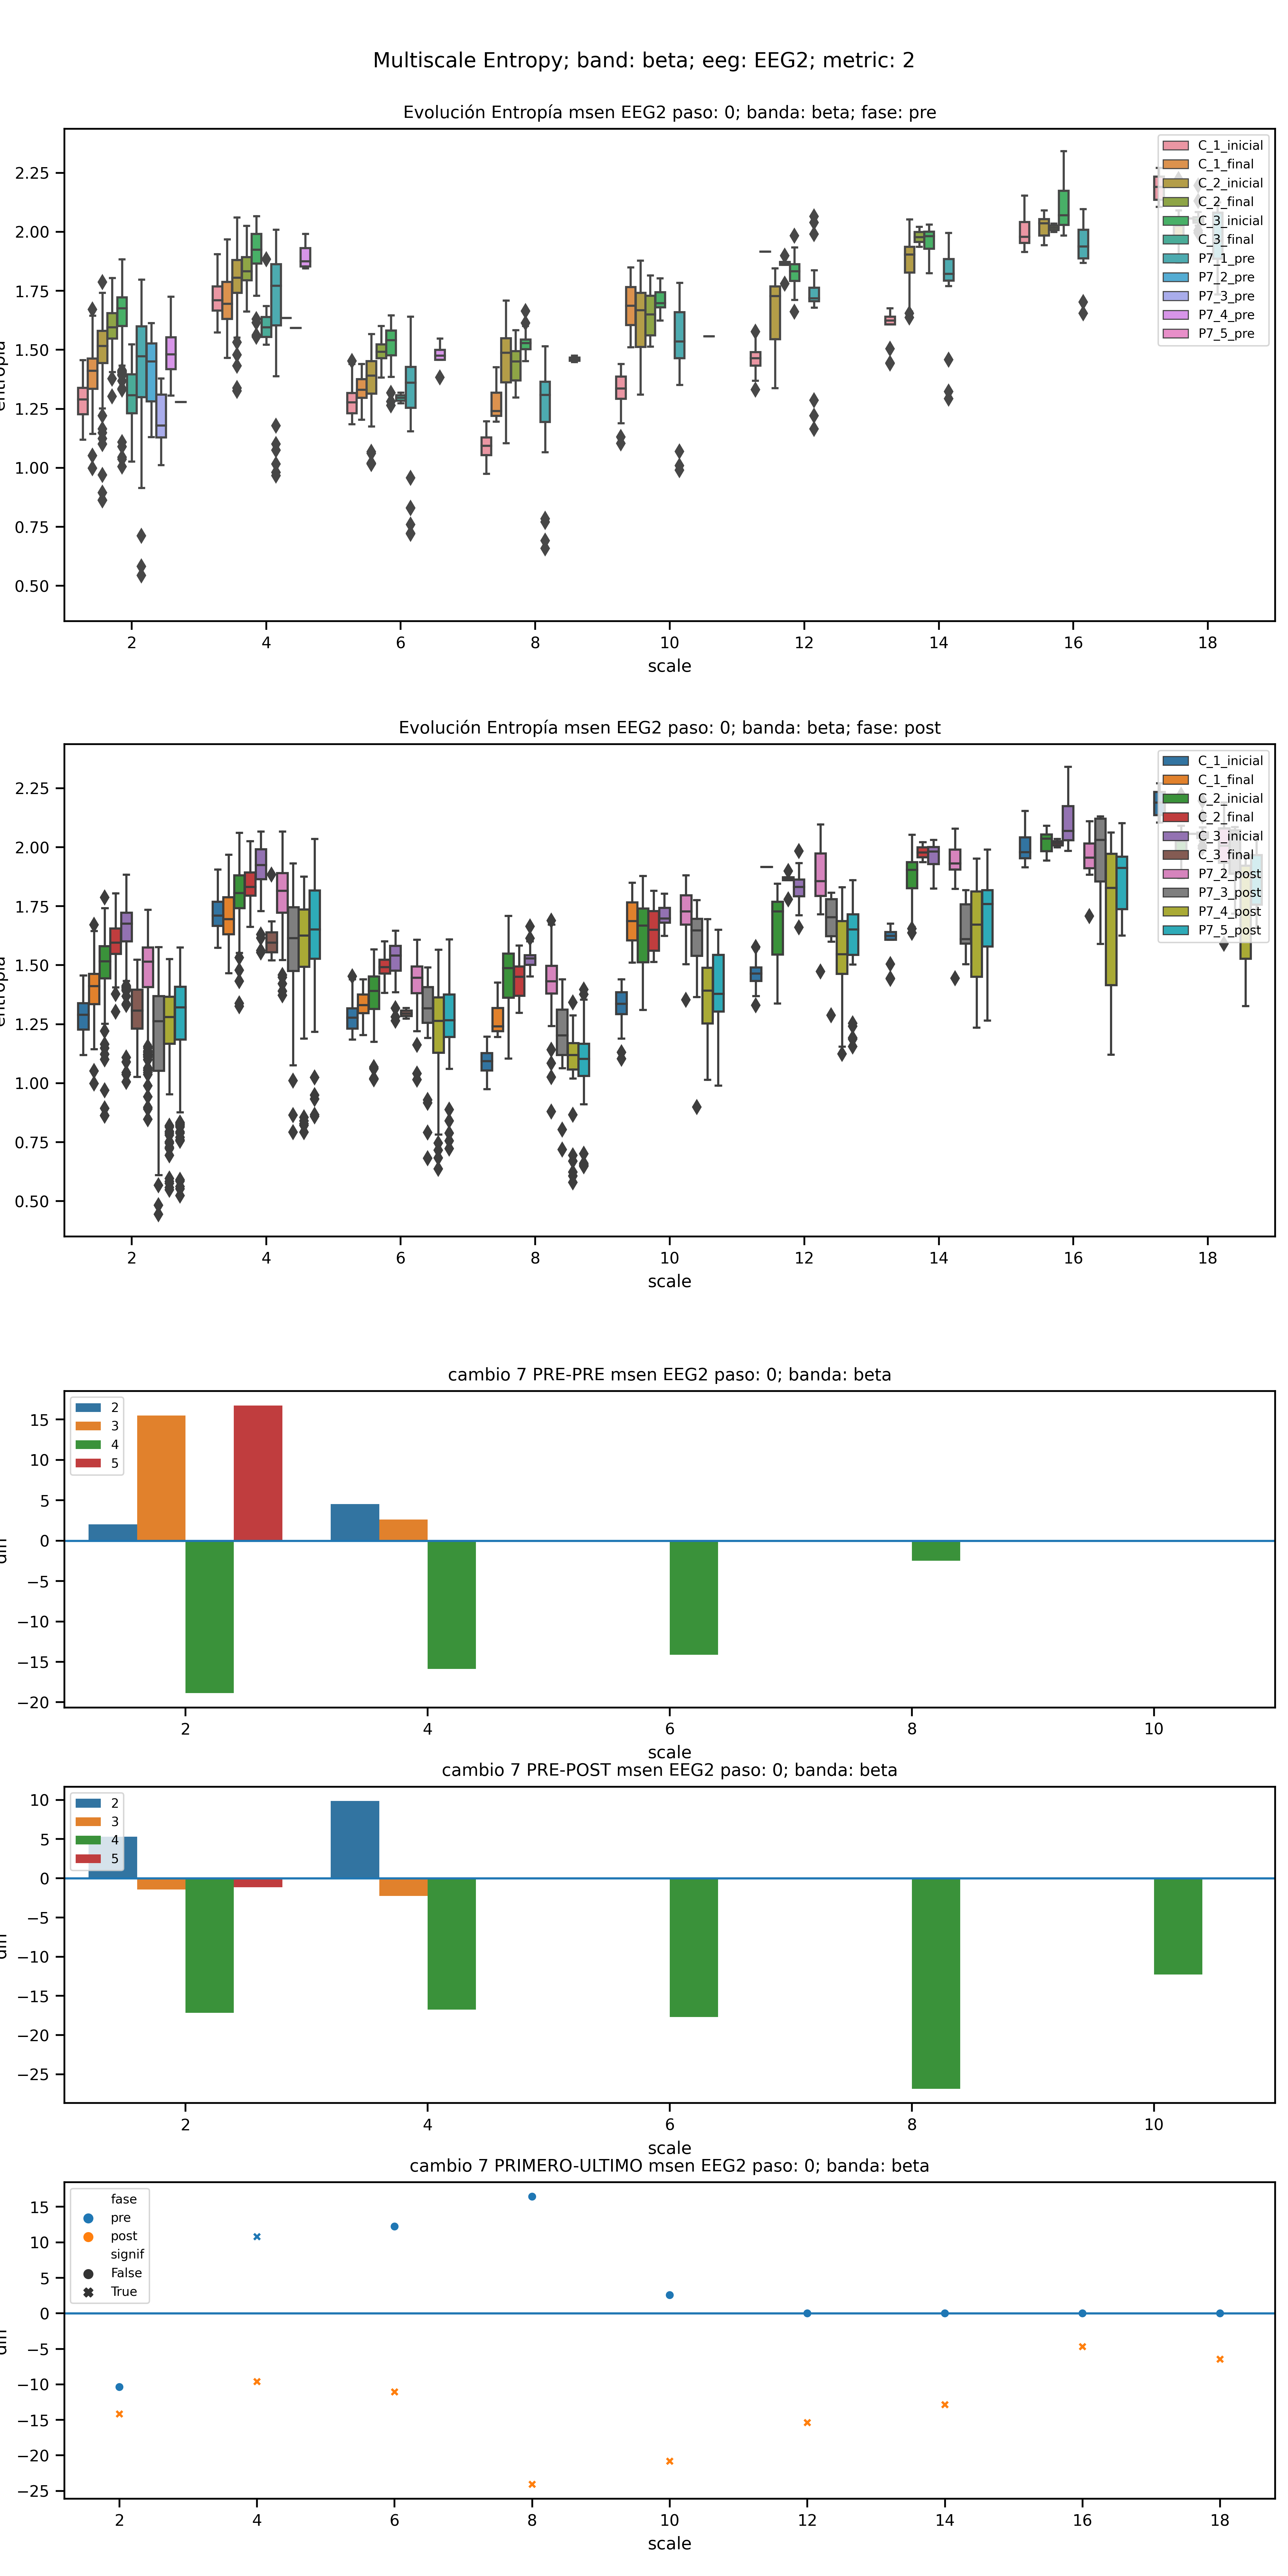 Multiscale Entropy; band: beta; eeg: EEG2; metric: 2
Evolución Entropía msen EEG2 paso: 0; banda: beta; fase: pre
2.25
2.00
1.75
1.50
1.25
1.00
0.75
0.50
C_1_inicial
C_1_final
C_2_inicial
C_2_final
C_3_inicial
C_3_final
P7_1_pre
P7_2_pre
P7_3_pre
P7_4_pre
P7_5_pre
2 4 6 8 10 12 14 16 18
scale
Evolución Entropía msen EEG2 paso: 0; banda: beta; fase: post
2.25
2.00
1.75
1.50
1.25
1.00
0.75
0.50
C_1_inicial
C_1_final
C_2_inicial
C_2_final
C_3_inicial
C_3_final
P7_2_post
P7_3_post
P7_4_post
P7_5_post
2 4 6 8 10 12 14 16 18
scale
cambio 7 PRE-PRE msen EEG2 paso: 0; banda: beta
15
10
5
0
−5
−10
−15
−20
2
3
4
5
2 4 6 8 10
scale
cambio 7 PRE-POST msen EEG2 paso: 0; banda: beta
10
5
0
−5
−10
−15
−20
−25
2
3
4
5
2 4 6 8 10
scale
cambio 7 PRIMERO-ULTIMO msen EEG2 paso: 0; banda: beta
15
10
5
0
−5
−10
−15
−20
−25
fase
pre
post
signif
False
True
2 4 6 8 10 12 14 16 18
scale